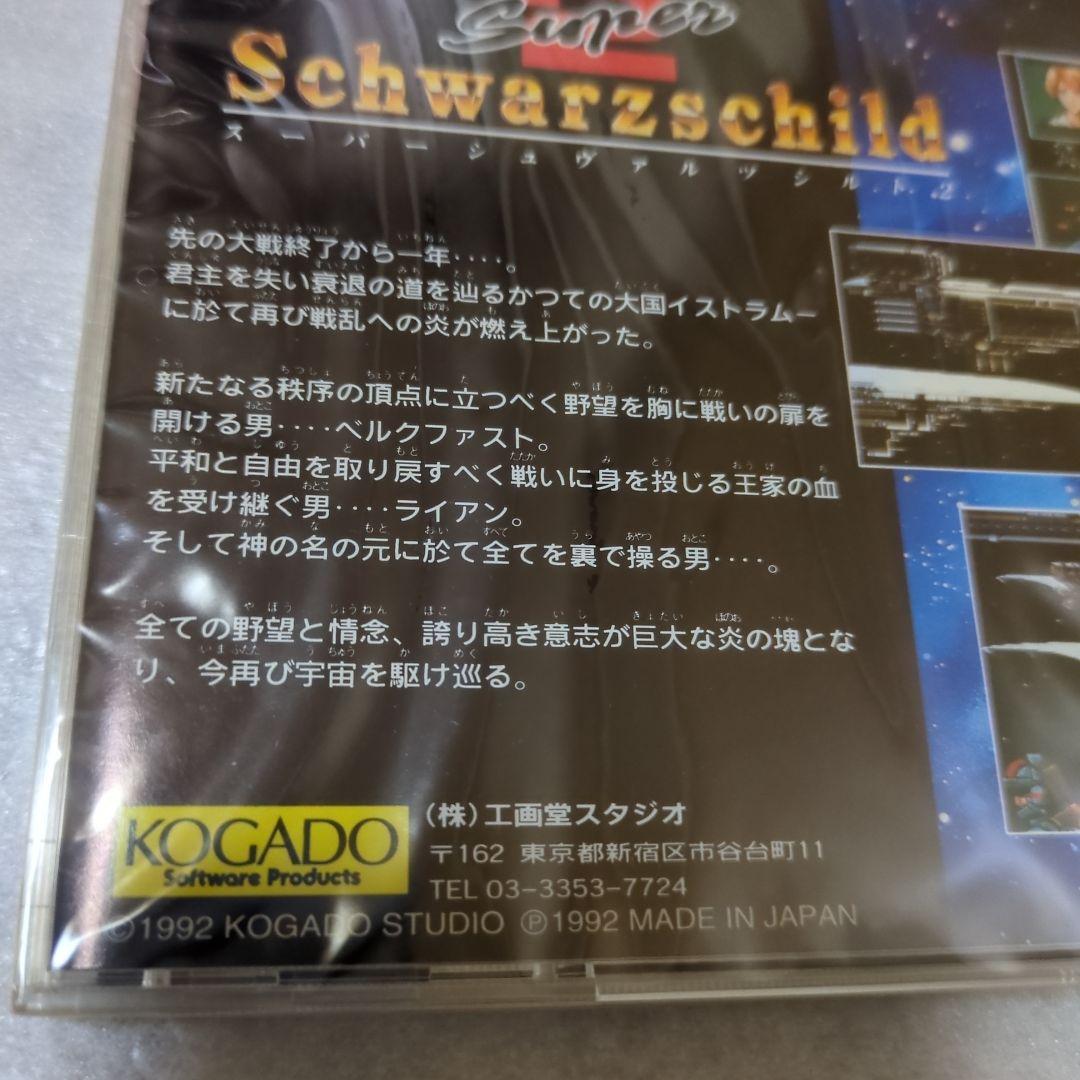 2
Super
Schwarzschild
スーパーシュヴァルツシルト2
先の大戦終了から一年‥‥。
君主を失い衰退の道を辿るかつての大国イストラムー
に於て再び戦乱への炎が燃え上がった。
新たなる秩序の頂点に立つべく野望を胸に戦いの扉を
開ける男‥‥ベルクファスト。
平和と自由を取り戻すべく戦いに身を投じる王家の血
を受け継ぐ男‥‥ライアン。
そして神の名の元に於て全てを裏で操る男‥‥。
全ての野望と情念、誇り高き意志が巨大な炎の塊とな
り、今再び宇宙を駆け巡る。
KOGADO
Software Products
(株)工画堂スタジオ
〒162 東京都新宿区市谷台町11
TEL 03-3353-7724
©1992 KOGADO STUDIO ℗1992 MADE IN JAPAN